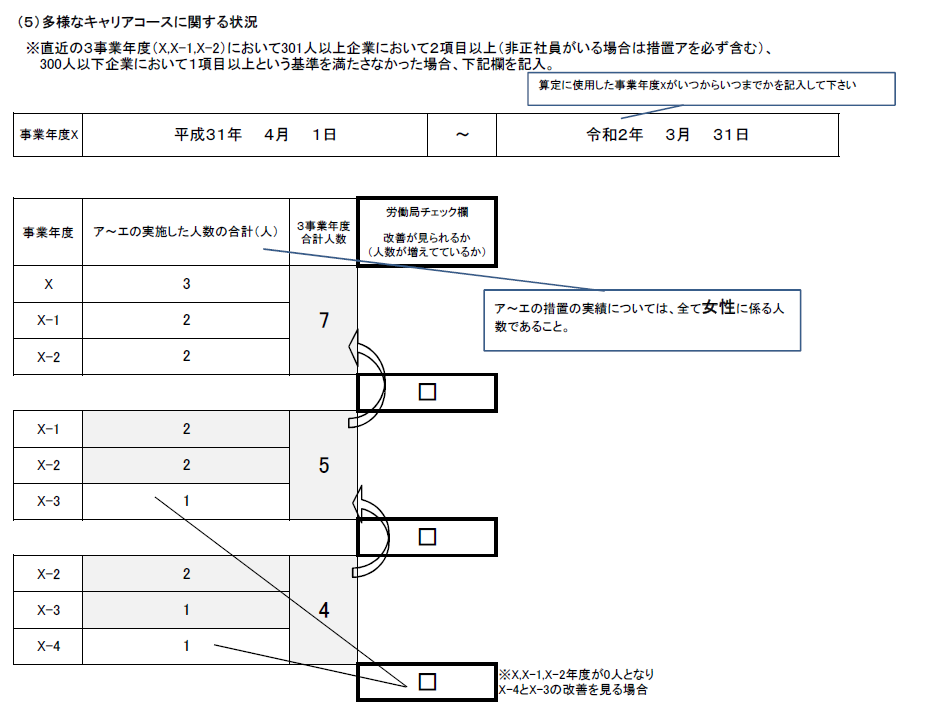 （５）多様なキャリアコースに関する状況
※直近の３事業年度（X,X−1,X−2）において301人以上企業において２項目以上（非正社員がいる場合は措置アを必ず含む）、
300人以下企業において１項目以上という基準を満たさなかった場合、下記欄を記入。
算定に使用した事業年度Xがいつからいつまでかを記入して下さい
事業年度X 平成３１年 ４月 １日 ～ 令和２年 ３月 ３１日
事業年度 ア～エの実施した人数の合計（人） ３事業年度
合計人数
労働局チェック欄
改善が見られるか
（人数が増えてているか）
X 3
X−1 2
X−2 2
7
ア～エの措置の実績については、全て女性に係る人
数であること。
□
X−1 2
X−2 2
X−3 1
5
□
X−2 2
X−3 1
X−4 1
4
□
※X,X−1,X−2年度が0人となり
X−4とX−3の改善を見る場合